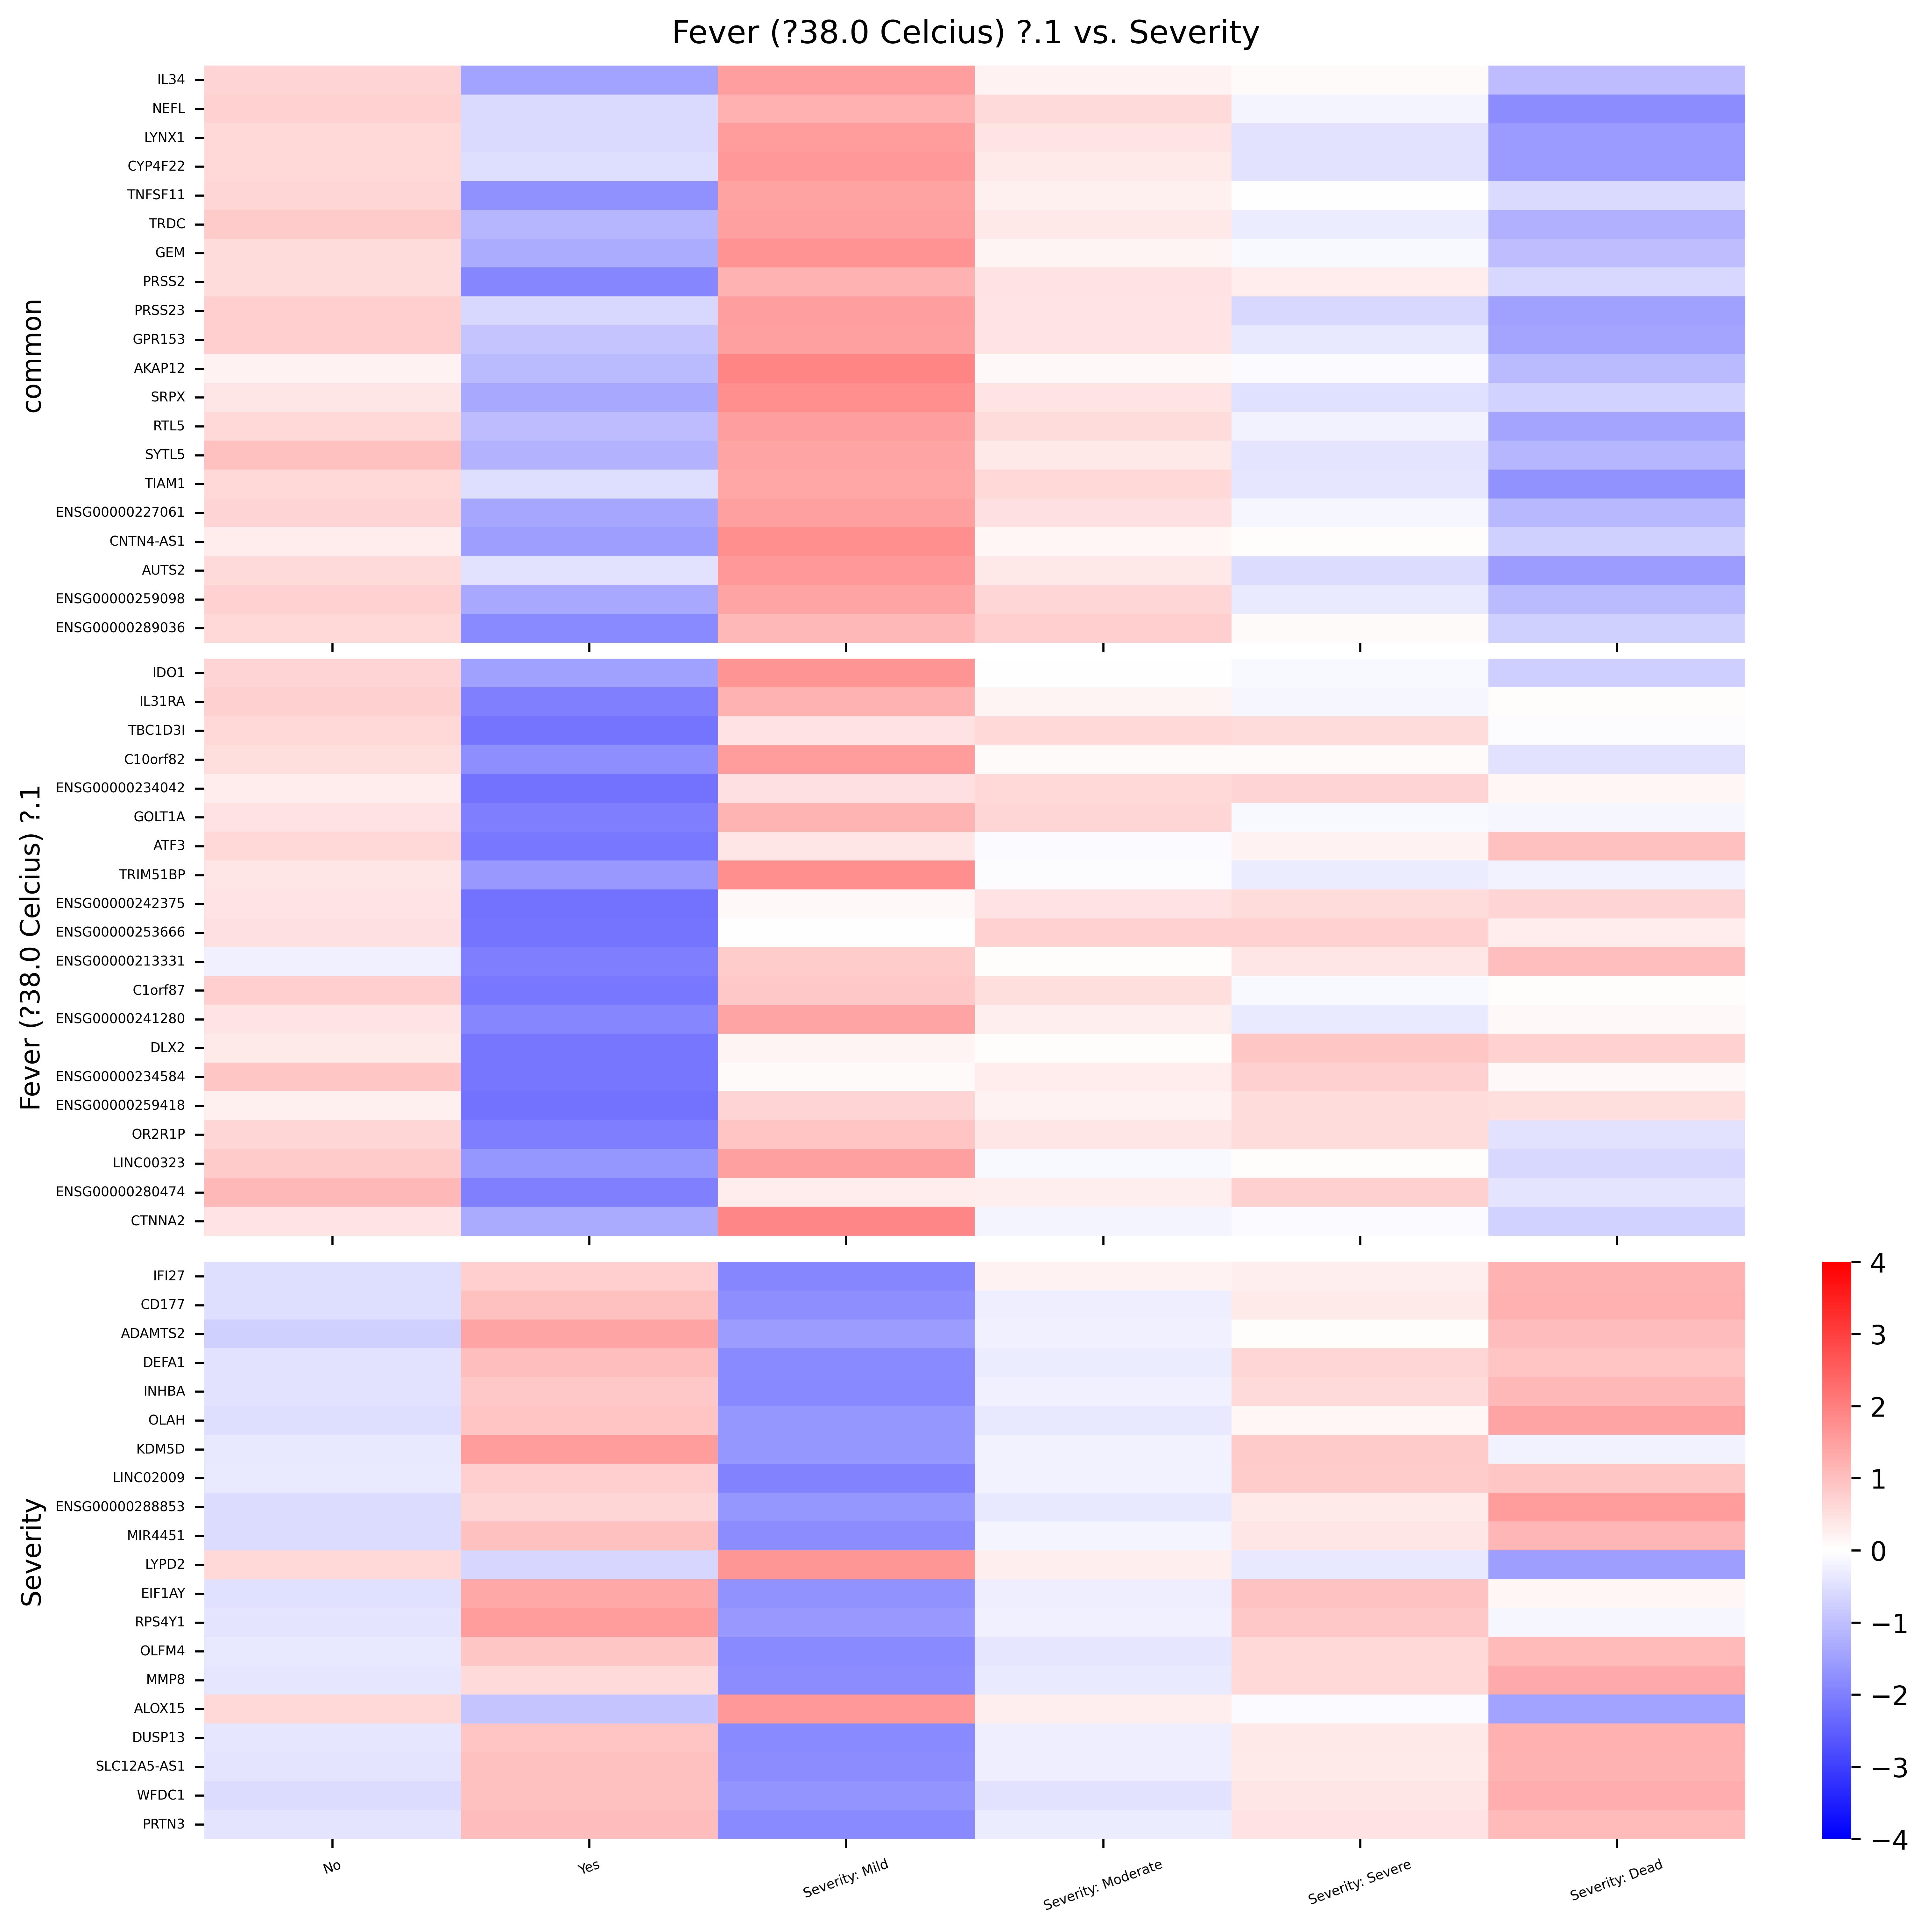 Fever (?38.0 Celcius) ?.1 vs. Severity
common
IL34
NEFL
LYNX1
CYP4F22
TNFSF11
TRDC
GEM
PRSS2
PRSS23
GPR153
AKAP12
SRPX
RTL5
SYTL5
TIAM1
ENSG00000227061
CNTN4-AS1
AUTS2
ENSG00000259098
ENSG00000289036
Fever (?38.0 Celcius) ?.1
IDO1
IL31RA
TBC1D3I
C10orf82
ENSG00000234042
GOLT1A
ATF3
TRIM51BP
ENSG00000242375
ENSG00000253666
ENSG00000213331
C1orf87
ENSG00000241280
DLX2
ENSG00000234584
ENSG00000259418
OR2R1P
LINC00323
ENSG00000280474
CTNNA2
Severity
IFI27
CD177
ADAMTS2
DEFA1
INHBA
OLAH
KDM5D
LINC02009
ENSG00000288853
MIR4451
LYPD2
EIF1AY
RPS4Y1
OLFM4
MMP8
ALOX15
DUSP13
SLC12A5-AS1
WFDC1
PRTN3
No
Yes
Severity: Mild
Severity: Moderate
Severity: Severe
Severity: Dead
4
3
2
1
0
−1
−2
−3
−4